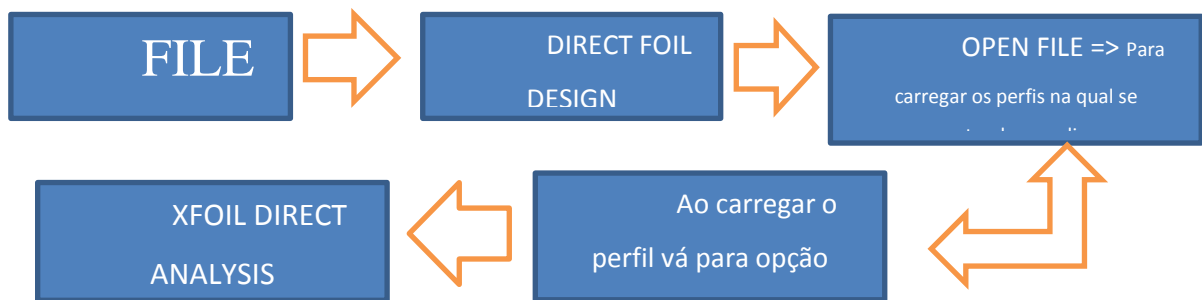 FILE
DIRECT FOIL
DESIGN
OPEN FILE => Para
carregar os perfis na qual se
Ao carregar o
perfil vá para opção
XFOIL DIRECT
ANALYSIS